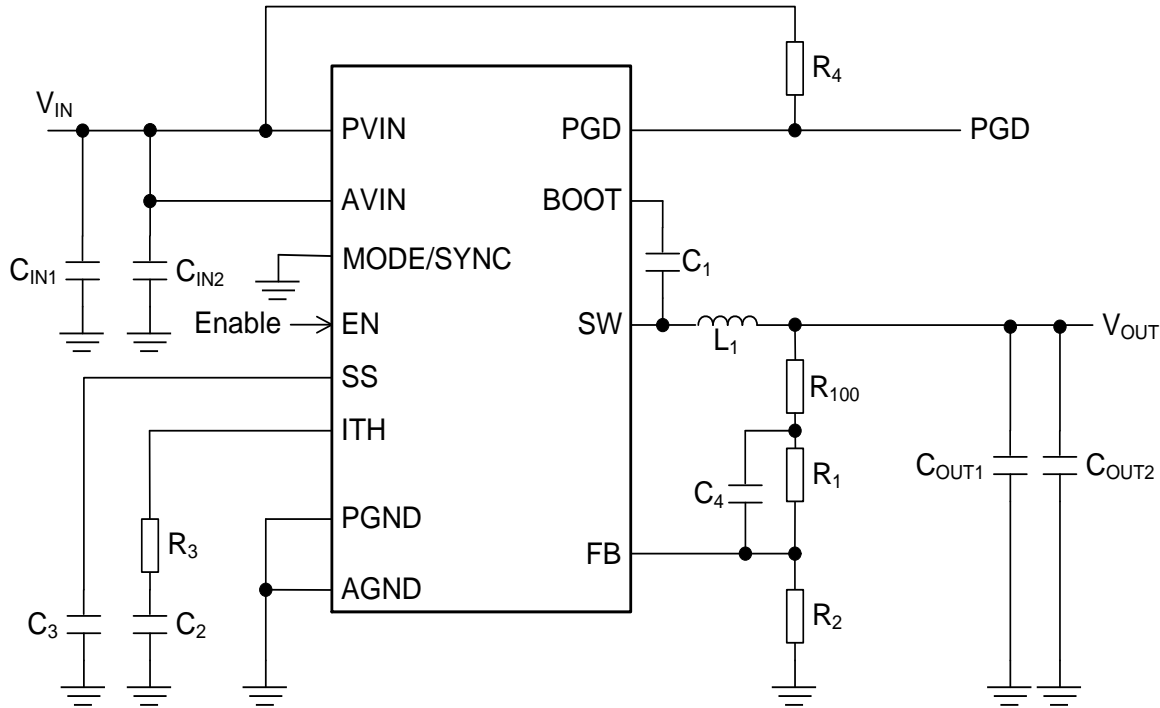 R4
VIN
PVIN
PGD
PGD
AVIN
BOOT
MODE/SYNC
C1
CIN1
CIN2
Enable
EN
SW
L1
VOUT
SS
R100
ITH
R1
C4
COUT1
COUT2
PGND
R3
FB
AGND
C3
C2
R2